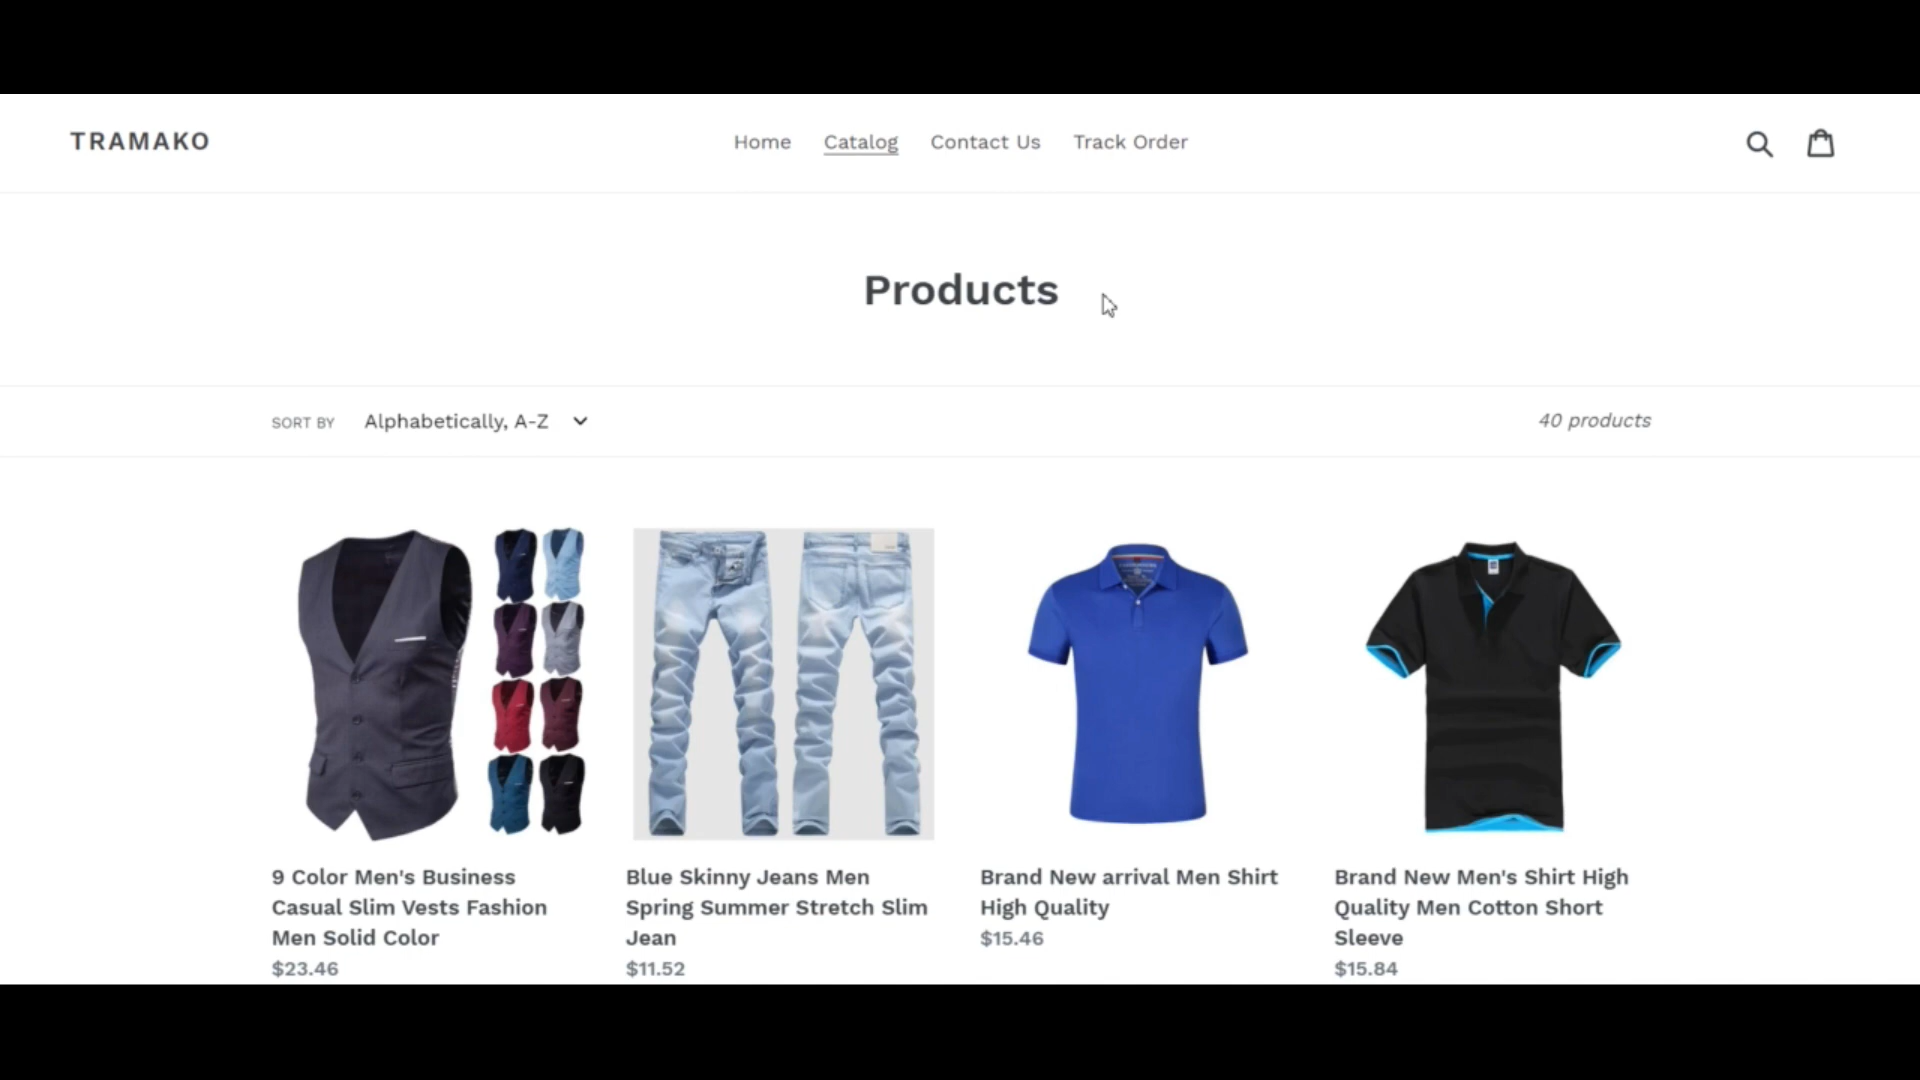 TRAMAKO
Home Catalog Contact Us Track Order
Products
SORT BY Alphabetically, A-Z
40 products
9 Color Men's Business
Casual Slim Vests Fashion
Men Solid Color
$23.46
Blue Skinny Jeans Men
Spring Summer Stretch Slim
Jean
$11.52
Brand New arrival Men Shirt
High Quality
$15.46
Brand New Men's Shirt High
Quality Men Cotton Short
Sleeve
$15.84